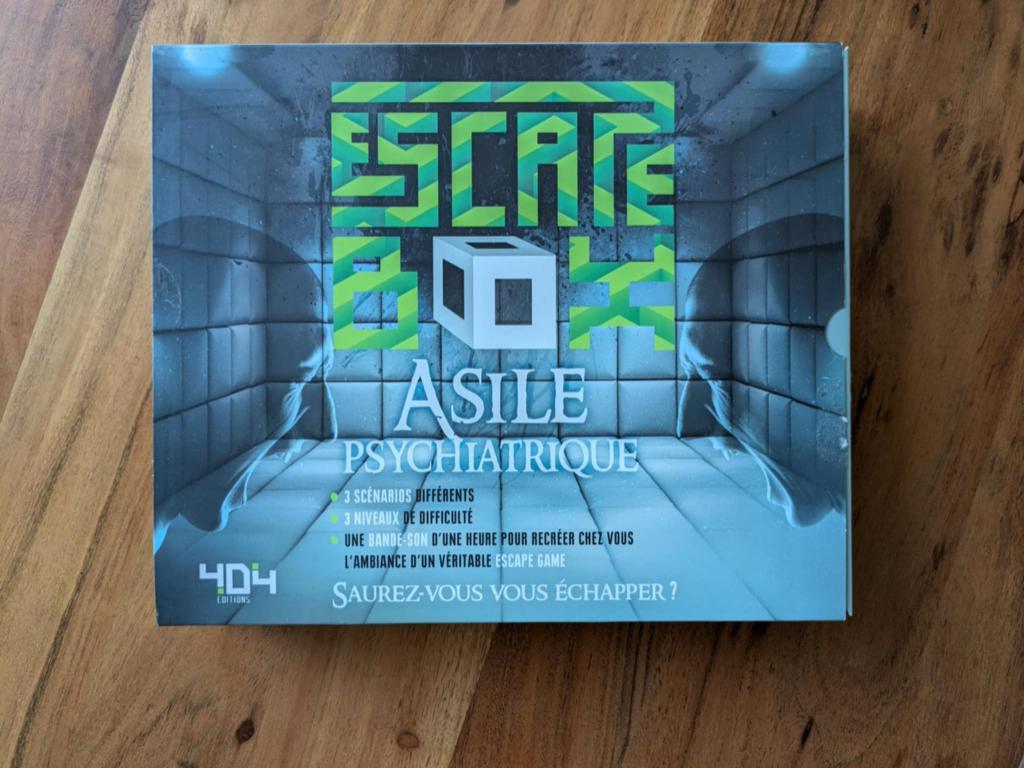 ESCAPE
BOX
ASILE
PSYCHIATRIQUE
• 3 SCÉNARIOS DIFFÉRENTS
• 3 NIVEAUX DE DIFFICULTÉ
• UNE BANDE-SON D'UNE HEURE POUR RECRÉER CHEZ VOUS
L'AMBIANCE D'UN VÉRITABLE ESCAPE GAME
SAUREZ-VOUS VOUS ÉCHAPPER ?
404
ÉDITIONS